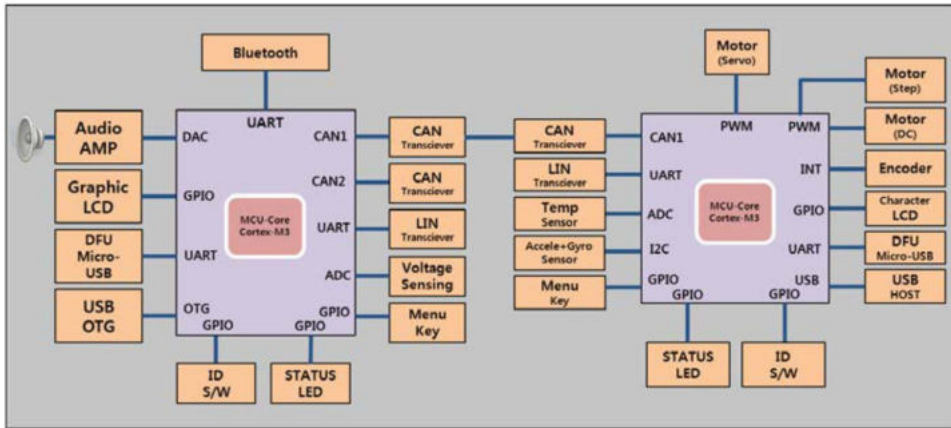 Bluetooth
Audio
AMP
Graphic
LCD
DFU
Micro-
USB
USB
OTG
UART
DAC
GPIO
UART
OTG
GPIO
GPIO
CAN1
CAN2
UART
ADC
GPIO
MCU-Core
Cortex-M3
CAN
Transciever
CAN
Transciever
LIN
Transciever
Voltage
Sensing
Menu
Key
ID
S/W
STATUS
LED
Motor
(Servo)
Motor
(Step)
Motor
(DC)
Encoder
Character
LCD
DFU
Micro-USB
USB
HOST
CAN
Transciever
LIN
Transciever
Temp
Sensor
Accele+Gyro
Sensor
Menu
Key
PWM
PWM
CAN1
UART
ADC
I2C
GPIO
GPIO
GPIO
INT
GPIO
UART
USB
MCU-Core
Cortex-M3
STATUS
LED
ID
S/W